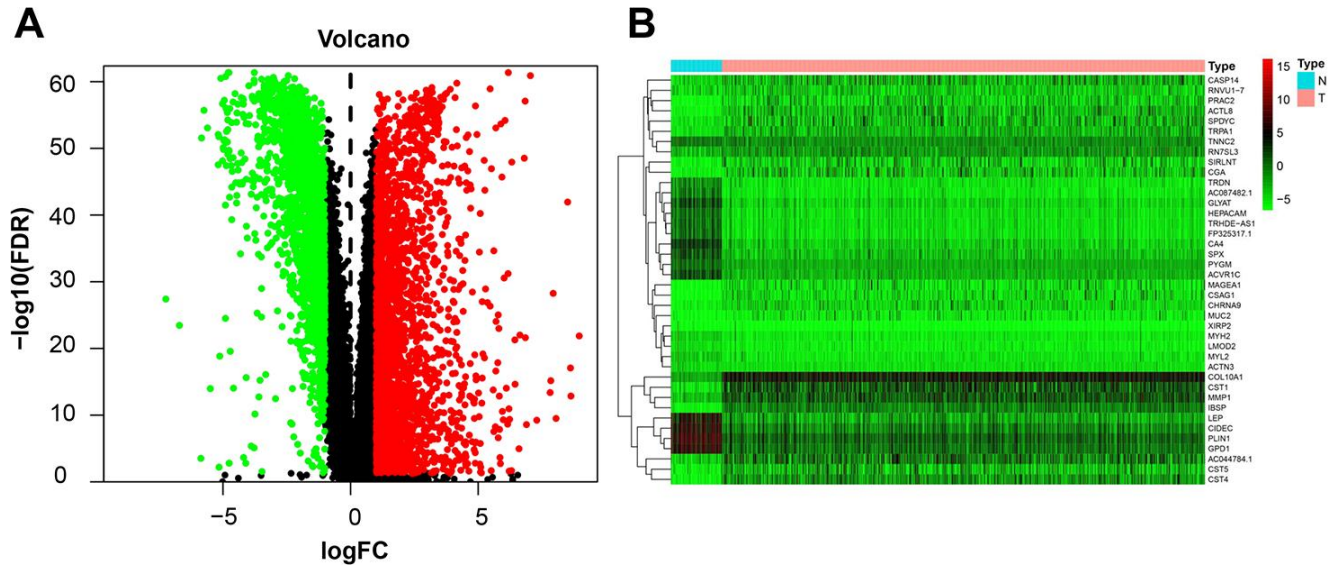 A
Volcano
−log10(FDR)
60
50
40
30
20
10
0
−5
0
5
logFC
B
Type
CASP14
RNVU1−7
PRAC2
ACTL8
SPDYC
TRPA1
TNNC2
RN7SL3
SIRLNT
CGA
TRDN
AC087482.1
GLYAT
HEPACAM
TRHDE−AS1
FP325317.1
CA4
SPX
PYGM
ACVR1C
MAGEA1
CSAG1
CHRNA9
MUC2
XIRP2
MYH2
LMOD2
MYL2
ACTN3
COL10A1
CST1
MMP1
IBSP
LEP
CIDEC
PLIN1
GPD1
AC044784.1
CST5
CST4
15
10
5
0
−5
Type
N
T